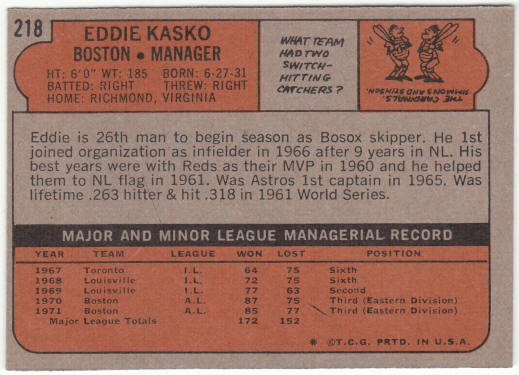 218
EDDIE KASKO
BOSTON • MANAGER
HT: 6'0" WT: 185 BORN: 6-27-31
BATTED: RIGHT THREW: RIGHT
HOME: RICHMOND, VIRGINIA
WHAT TEAM
HAD TWO
SWITCH-
HITTING
CATCHERS?
THE CARDINALS'
SIMMONS AND STINSON.
Eddie is 26th man to begin season as Bosox skipper. He 1st
joined organization as infielder in 1966 after 9 years in NL. His
best years were with Reds as their MVP in 1960 and he helped
them to NL flag in 1961. Was Astros 1st captain in 1965. Was
lifetime .263 hitter & hit .318 in 1961 World Series.
MAJOR AND MINOR LEAGUE MANAGERIAL RECORD
YEAR TEAM LEAGUE WON LOST POSITION
1967 Toronto I.L. 64 75 Sixth
1968 Louisville I.L. 72 75 Sixth
1969 Louisville I.L. 77 63 Second
1970 Boston A.L. 87 75 Third (Eastern Division)
1971 Boston A.L. 85 77 Third (Eastern Division)
Major League Totals 172 152
* © T.C.G. PRTD. IN U.S.A.